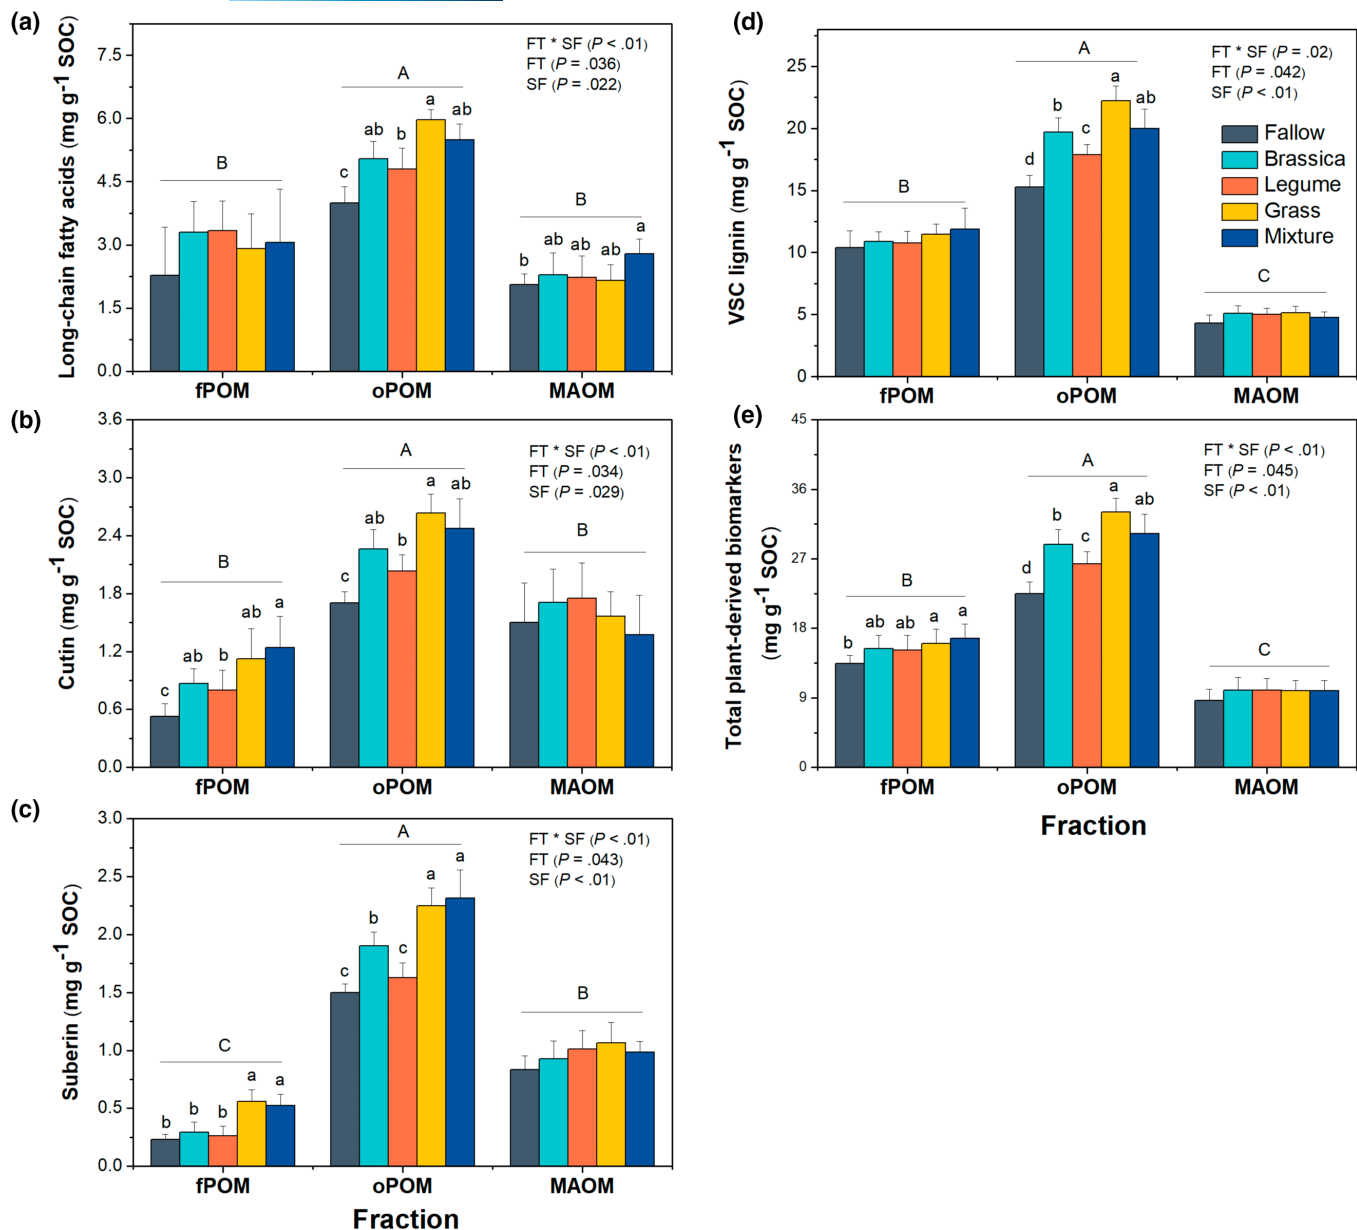 (a)
Long-chain fatty acids (mg g⁻¹ SOC)
7.5
6.0
4.5
3.0
1.5
0.0
FT * SF (P < .01)
FT (P = .036)
SF (P = .022)
B
A
c ab b a ab
B
b ab ab ab a
fPOM oPOM MAOM
(b)
Cutin (mg g⁻¹ SOC)
3.6
3.0
2.4
1.8
1.2
0.6
0.0
FT * SF (P < .01)
FT (P = .034)
SF (P = .029)
B
c ab b ab a
A
c ab b a ab
B
fPOM oPOM MAOM
(c)
Suberin (mg g⁻¹ SOC)
3.0
2.5
2.0
1.5
1.0
0.5
0.0
FT * SF (P < .01)
FT (P = .043)
SF (P < .01)
C
b b b a a
A
c b c a a
B
fPOM oPOM MAOM
Fraction
(d)
VSC lignin (mg g⁻¹ SOC)
25
20
15
10
5
0
FT * SF (P = .02)
FT (P = .042)
SF (P < .01)
Fallow
Brassica
Legume
Grass
Mixture
B
A
d b c a ab
C
fPOM oPOM MAOM
(e)
Total plant-derived biomarkers
(mg g⁻¹ SOC)
45
36
27
18
9
0
FT * SF (P < .01)
FT (P = .045)
SF (P < .01)
B
b ab ab a a
A
d b c a ab
C
fPOM oPOM MAOM
Fraction